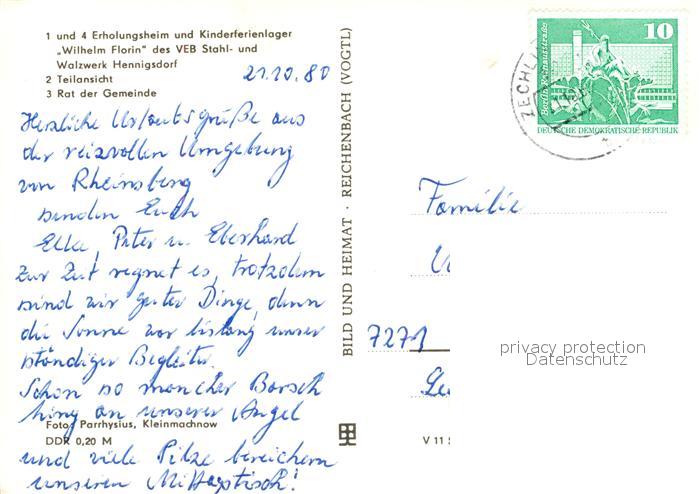 1 und 4 Erholungsheim und Kinderferienlager
„Wilhelm Florin" des VEB Stahl- und
Walzwerk Hennigsdorf
2 Teilansicht
3 Rat der Gemeinde
21.10.80
Herzliche Urlaubsgrüße aus
der reizvollen Umgebung
von Rheinsberg
senden Euch
Elke, Peter u. Eberhard
Zur Zeit regnet es, trotzdem
sind wir guter Dinge, denn
die Sonne war bislang unser
ständiger Begleiter.
Schon so mancher Barsch
hing an unserer Angel
und viele Pilze bereichern
unseren Mittagstisch!
Foto: Parrhysius, Kleinmachnow
DDR 0,20 M
BILD UND HEIMAT · REICHENBACH (VOGTL)
V 11
10
DEUTSCHE DEMOKRATISCHE REPUBLIK
ZECHL
Familie
7271
privacy protection
Datenschutz